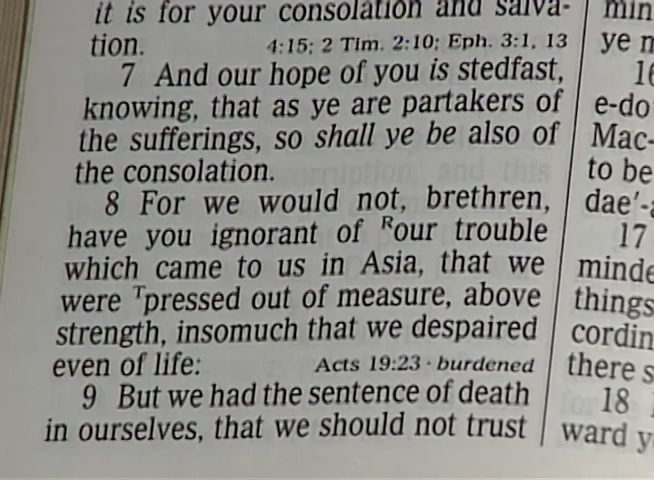 it is for your consolation and salva-
tion. 4:15; 2 Tim. 2:10; Eph. 3:1, 13
7 And our hope of you is stedfast,
knowing, that as ye are partakers of
the sufferings, so shall ye be also of
the consolation.
8 For we would not, brethren,
have you ignorant of Rour trouble
which came to us in Asia, that we
were Tpressed out of measure, above
strength, insomuch that we despaired
even of life: Acts 19:23 · burdened
9 But we had the sentence of death
in ourselves, that we should not trust
min
ye
16
e-do
Mac-
to be
dae'-
17
minde
things
cordin
there s
18
ward y